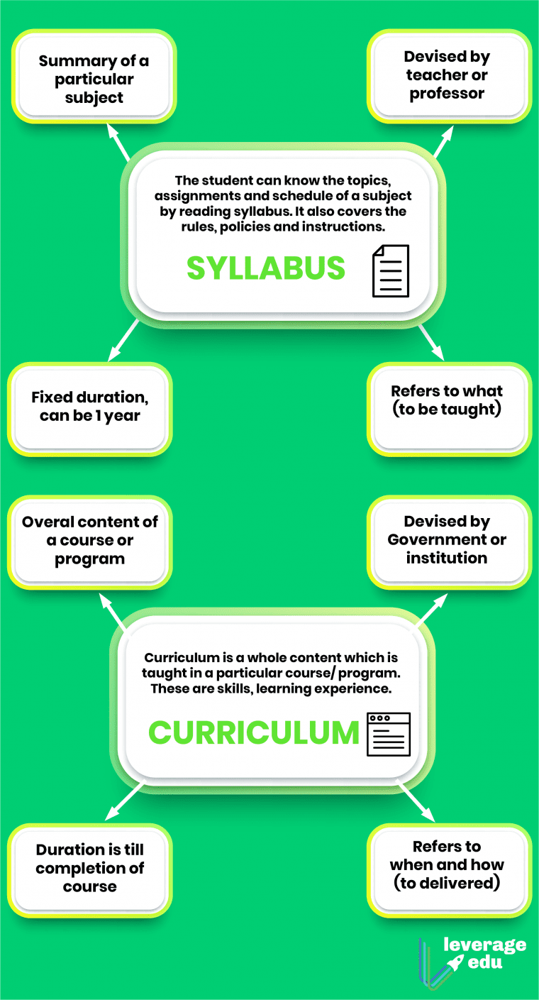 Summary of a
particular
subject
Devised by
teacher or
professor
The student can know the topics,
assignments and schedule of a subject
by reading syllabus. It also covers the
rules, policies and instructions.
SYLLABUS
Fixed duration,
can be 1 year
Refers to what
(to be taught)
Overal content of
a course or
program
Devised by
Government or
institution
Curriculum is a whole content which is
taught in a particular course/ program.
These are skills, learning experience.
CURRICULUM
Duration is till
completion of
course
Refers to
when and how
(to delivered)
leverage
edu